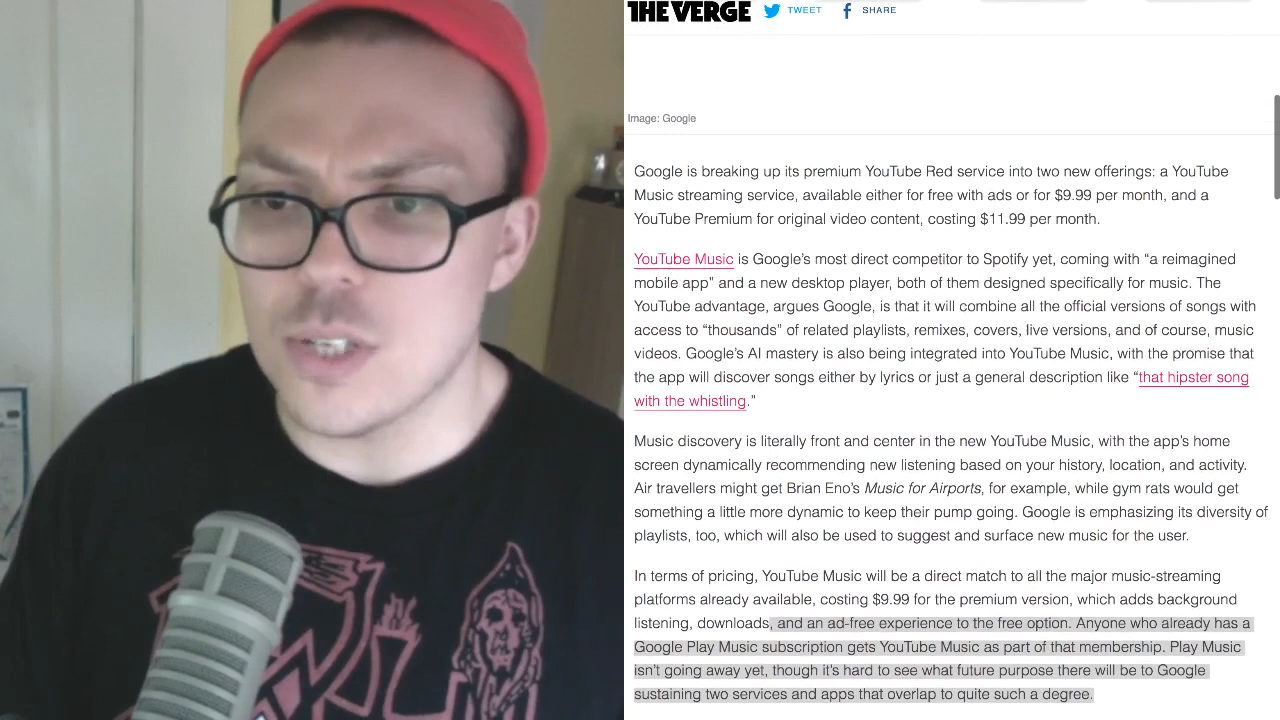 THE VERGE TWEET SHARE
Image: Google
Google is breaking up its premium YouTube Red service into two new offerings: a YouTube
Music streaming service, available either for free with ads or for $9.99 per month, and a
YouTube Premium for original video content, costing $11.99 per month.
YouTube Music is Google’s most direct competitor to Spotify yet, coming with “a reimagined
mobile app” and a new desktop player, both of them designed specifically for music. The
YouTube advantage, argues Google, is that it will combine all the official versions of songs with
access to “thousands” of related playlists, remixes, covers, live versions, and of course, music
videos. Google’s AI mastery is also being integrated into YouTube Music, with the promise that
the app will discover songs either by lyrics or just a general description like “that hipster song
with the whistling.”
Music discovery is literally front and center in the new YouTube Music, with the app’s home
screen dynamically recommending new listening based on your history, location, and activity.
Air travellers might get Brian Eno’s Music for Airports, for example, while gym rats would get
something a little more dynamic to keep their pump going. Google is emphasizing its diversity of
playlists, too, which will also be used to suggest and surface new music for the user.
In terms of pricing, YouTube Music will be a direct match to all the major music-streaming
platforms already available, costing $9.99 for the premium version, which adds background
listening, downloads, and an ad-free experience to the free option. Anyone who already has a
Google Play Music subscription gets YouTube Music as part of that membership. Play Music
isn’t going away yet, though it’s hard to see what future purpose there will be to Google
sustaining two services and apps that overlap to quite such a degree.